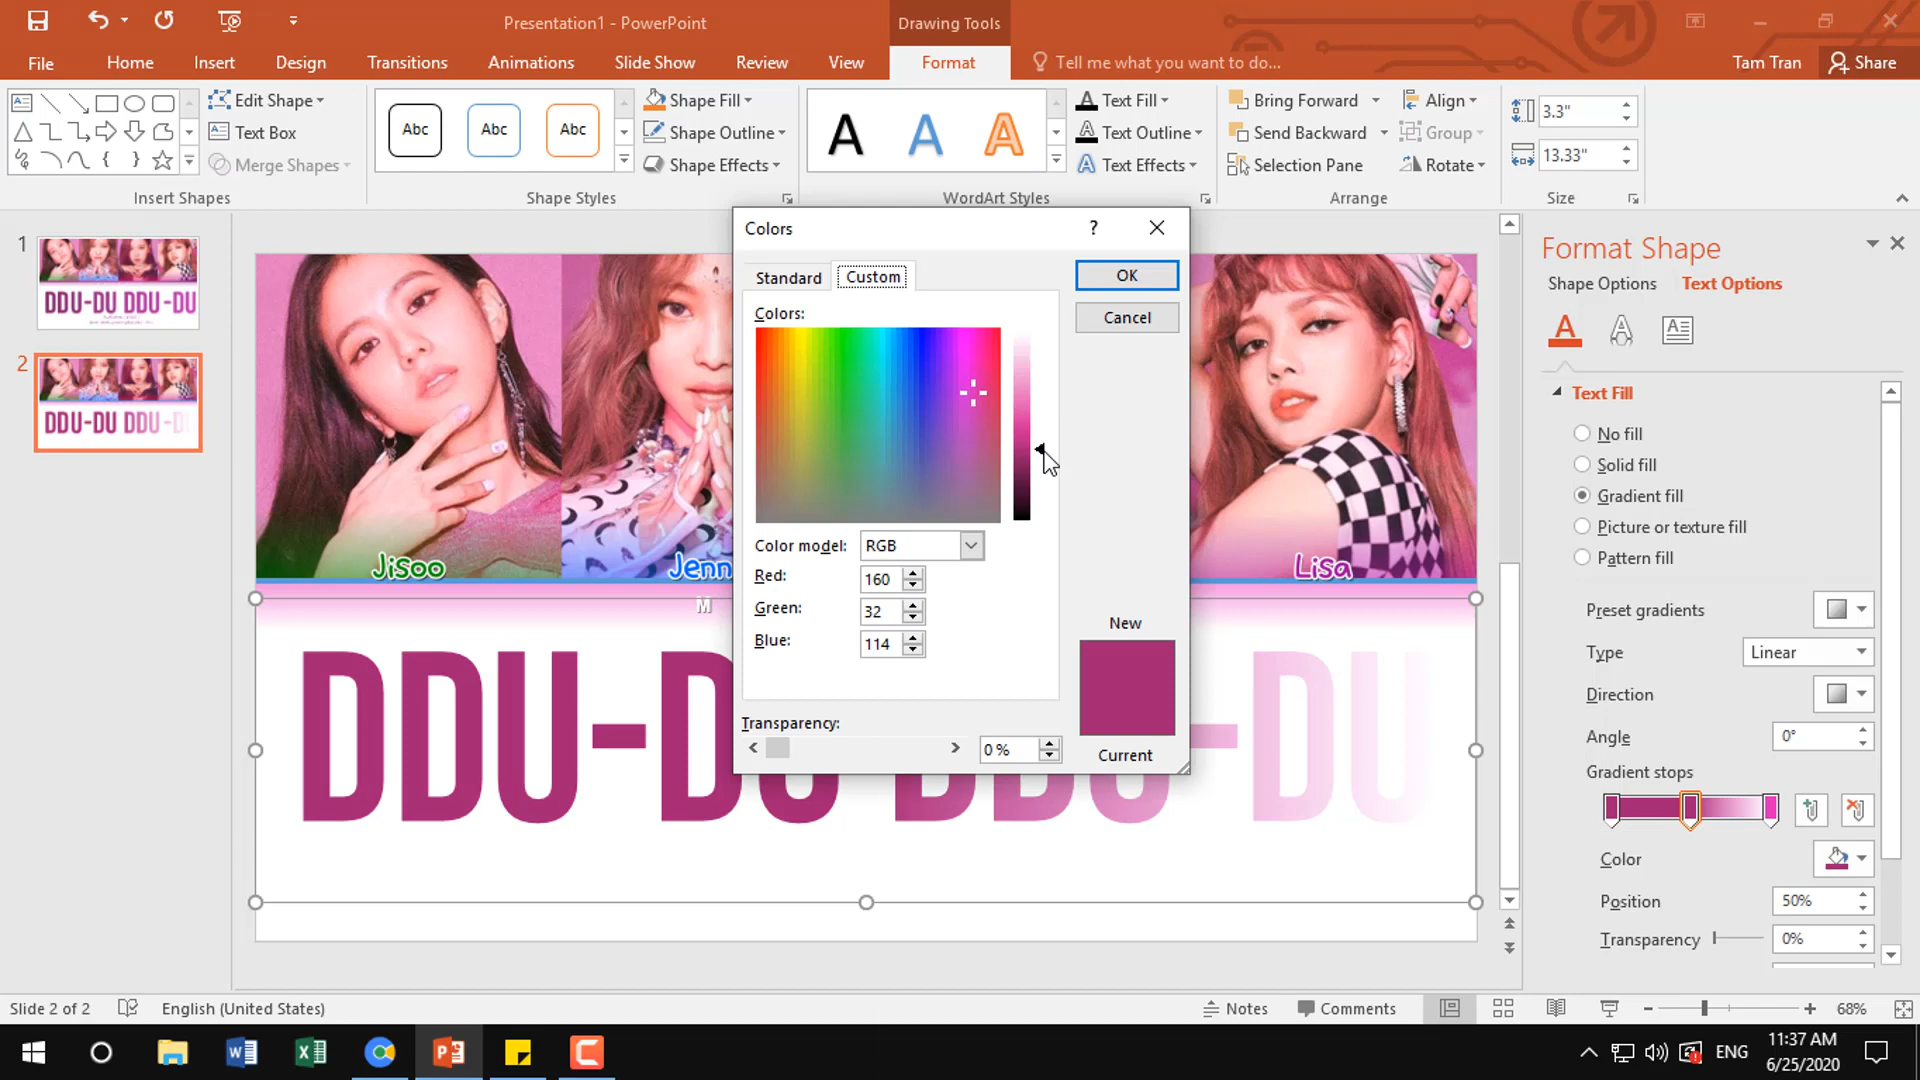 Presentation1 - PowerPoint
Drawing Tools
File
Home
Insert
Design
Transitions
Animations
Slide Show
Review
View
Format
Tell me what you want to do...
Tam Tran
Share
Edit Shape
Text Box
Merge Shapes
Insert Shapes
Abc
Abc
Abc
Shape Fill
Shape Outline
Shape Effects
Shape Styles
A
A
A
Text Fill
Text Outline
Text Effects
WordArt Styles
Bring Forward
Send Backward
Selection Pane
Align
Group
Rotate
Arrange
3.3"
13.33"
Size
1
DDU-DU DDU-DU
2
DDU-DU DDU-
Jisoo
Jenn
Lisa
M
DDU-DU DDU-DU
Colors
?
Standard
Custom
OK
Cancel
Colors:
Color model:
RGB
Red:
160
Green:
32
Blue:
114
New
Current
Transparency:
0 %
Format Shape
Shape Options
Text Options
Text Fill
No fill
Solid fill
Gradient fill
Picture or texture fill
Pattern fill
Preset gradients
Type
Linear
Direction
Angle
0°
Gradient stops
Color
Position
50%
Transparency
0%
Slide 2 of 2
English (United States)
Notes
Comments
68%
ENG
11:37 AM
6/25/2020